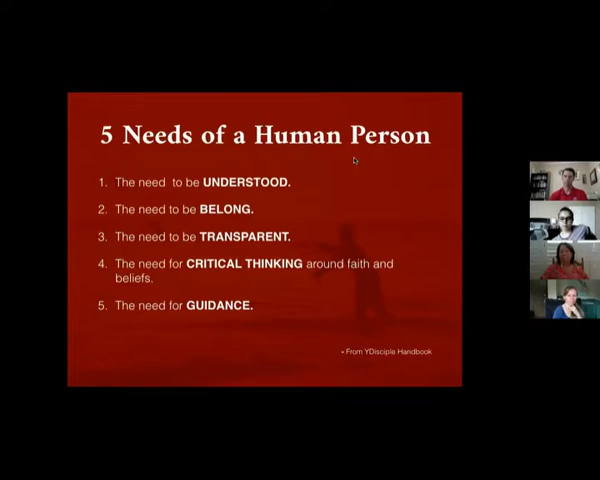 5 Needs of a Human Person
1. The need to be UNDERSTOOD.
2. The need to be BELONG.
3. The need to be TRANSPARENT.
4. The need for CRITICAL THINKING around faith and
beliefs.
5. The need for GUIDANCE.
- From YDisciple Handbook